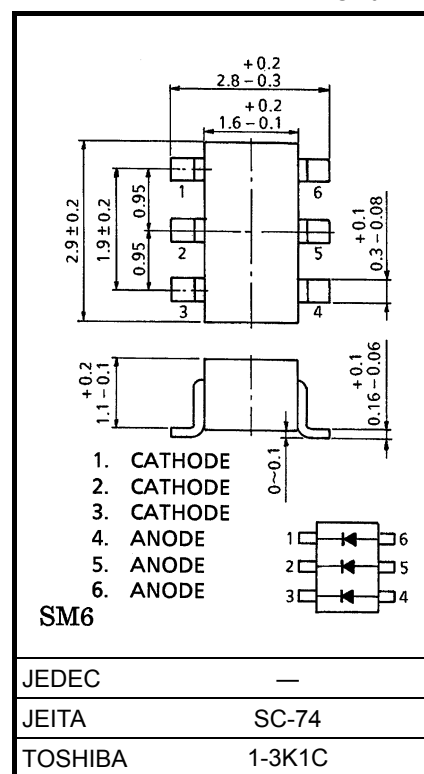 +0.2
2.8-0.3
+0.2
1.6-0.1
2.9±0.2
1.9±0.2
0.95
0.95
1
2
3
6
5
4
+0.1
0.3-0.08
+0.2
1.1-0.1
+0.1
0.16-0.06
0~0.1
1. CATHODE
2. CATHODE
3. CATHODE
4. ANODE
5. ANODE
6. ANODE
1 6
2 5
3 4
SM6
JEDEC —
JEITA SC-74
TOSHIBA 1-3K1C